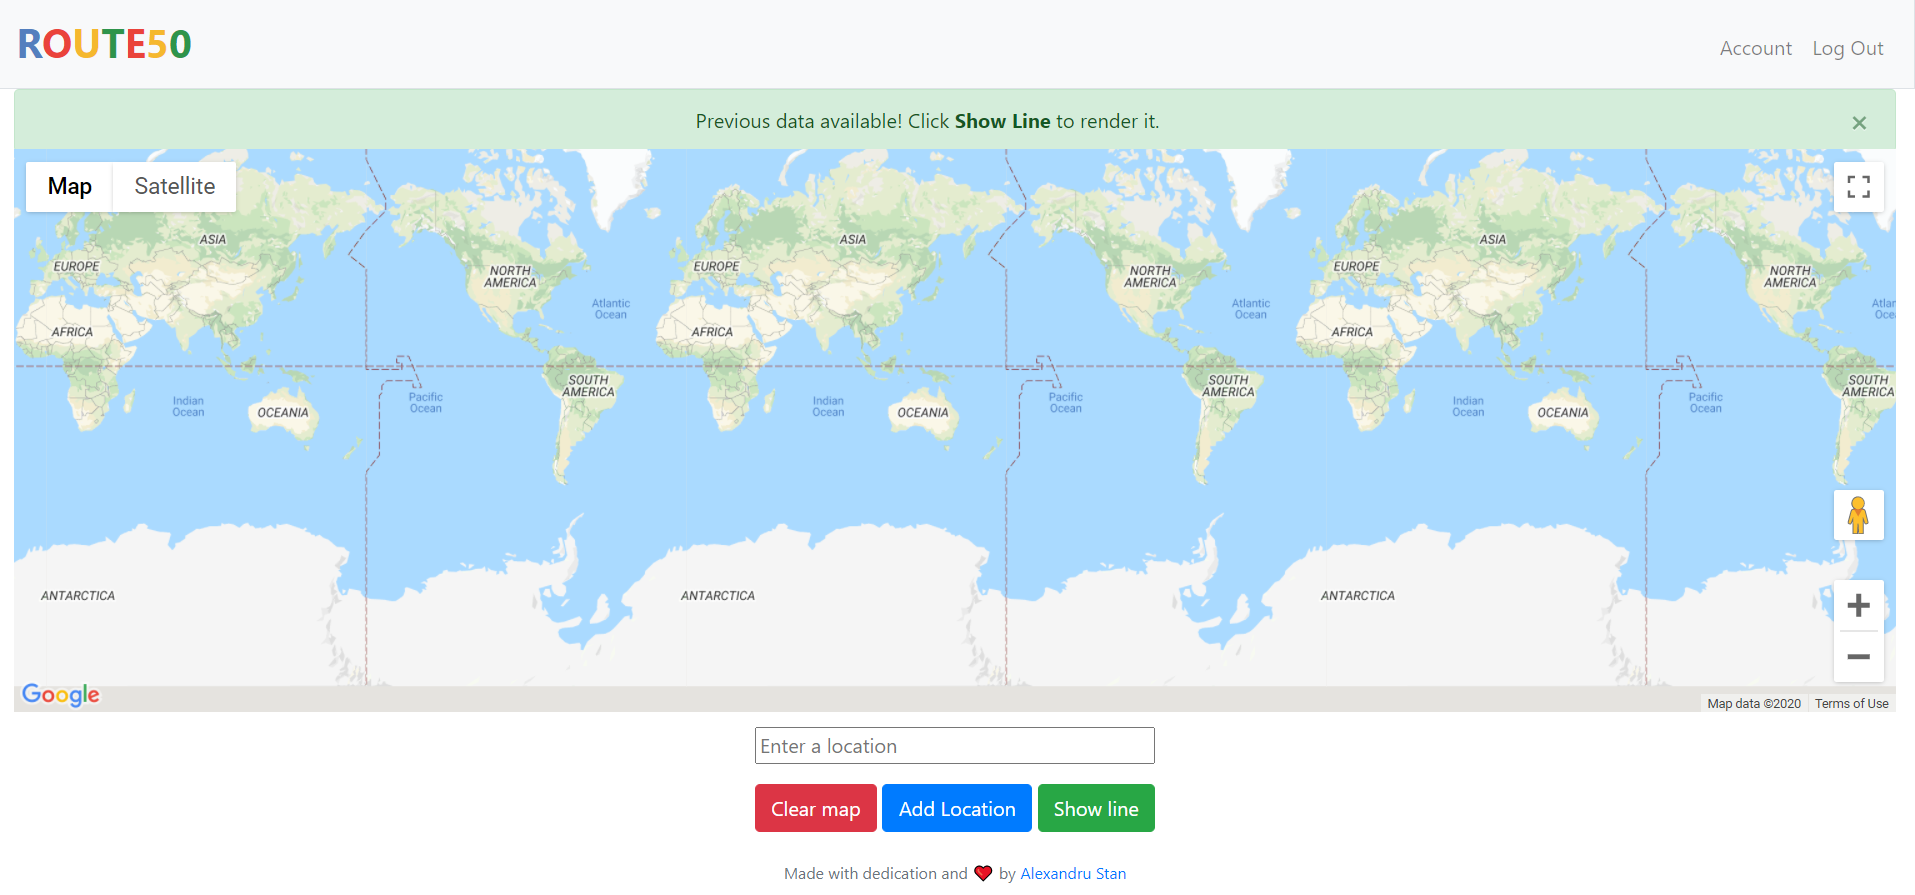 ROUTE50
Account Log Out
Previous data available! Click Show Line to render it.
×
Map Satellite
ASIA
EUROPE
AFRICA
NORTH
AMERICA
Atlantic
Ocean
SOUTH
AMERICA
Indian
Ocean
OCEANIA
Pacific
Ocean
ANTARCTICA
ASIA
EUROPE
AFRICA
NORTH
AMERICA
Atlantic
Ocean
SOUTH
AMERICA
Indian
Ocean
OCEANIA
Pacific
Ocean
ANTARCTICA
ASIA
EUROPE
AFRICA
NORTH
AMERICA
Atlar
Oce
SOUTH
AMERICA
Indian
Ocean
OCEANIA
Pacific
Ocean
ANTARCTICA
Google
Map data ©2020 Terms of Use
Enter a location
Clear map Add Location Show line
Made with dedication and ❤ by Alexandru Stan